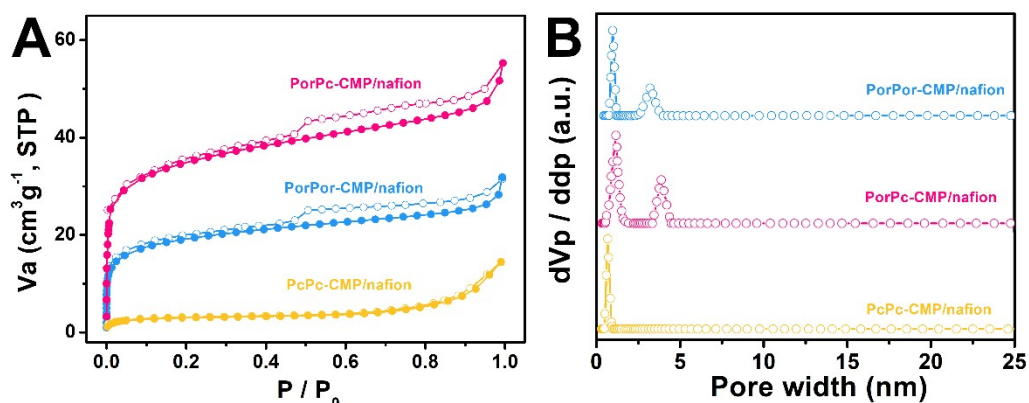 A
60
40
20
0
Va (cm³g⁻¹, STP)
PorPc-CMP/nafion
PorPor-CMP/nafion
PcPc-CMP/nafion
0.0 0.2 0.4 0.6 0.8 1.0
P / P₀
B
dVp / ddp (a.u.)
PorPor-CMP/nafion
PorPc-CMP/nafion
PcPc-CMP/nafion
0 5 10 15 20 25
Pore width (nm)